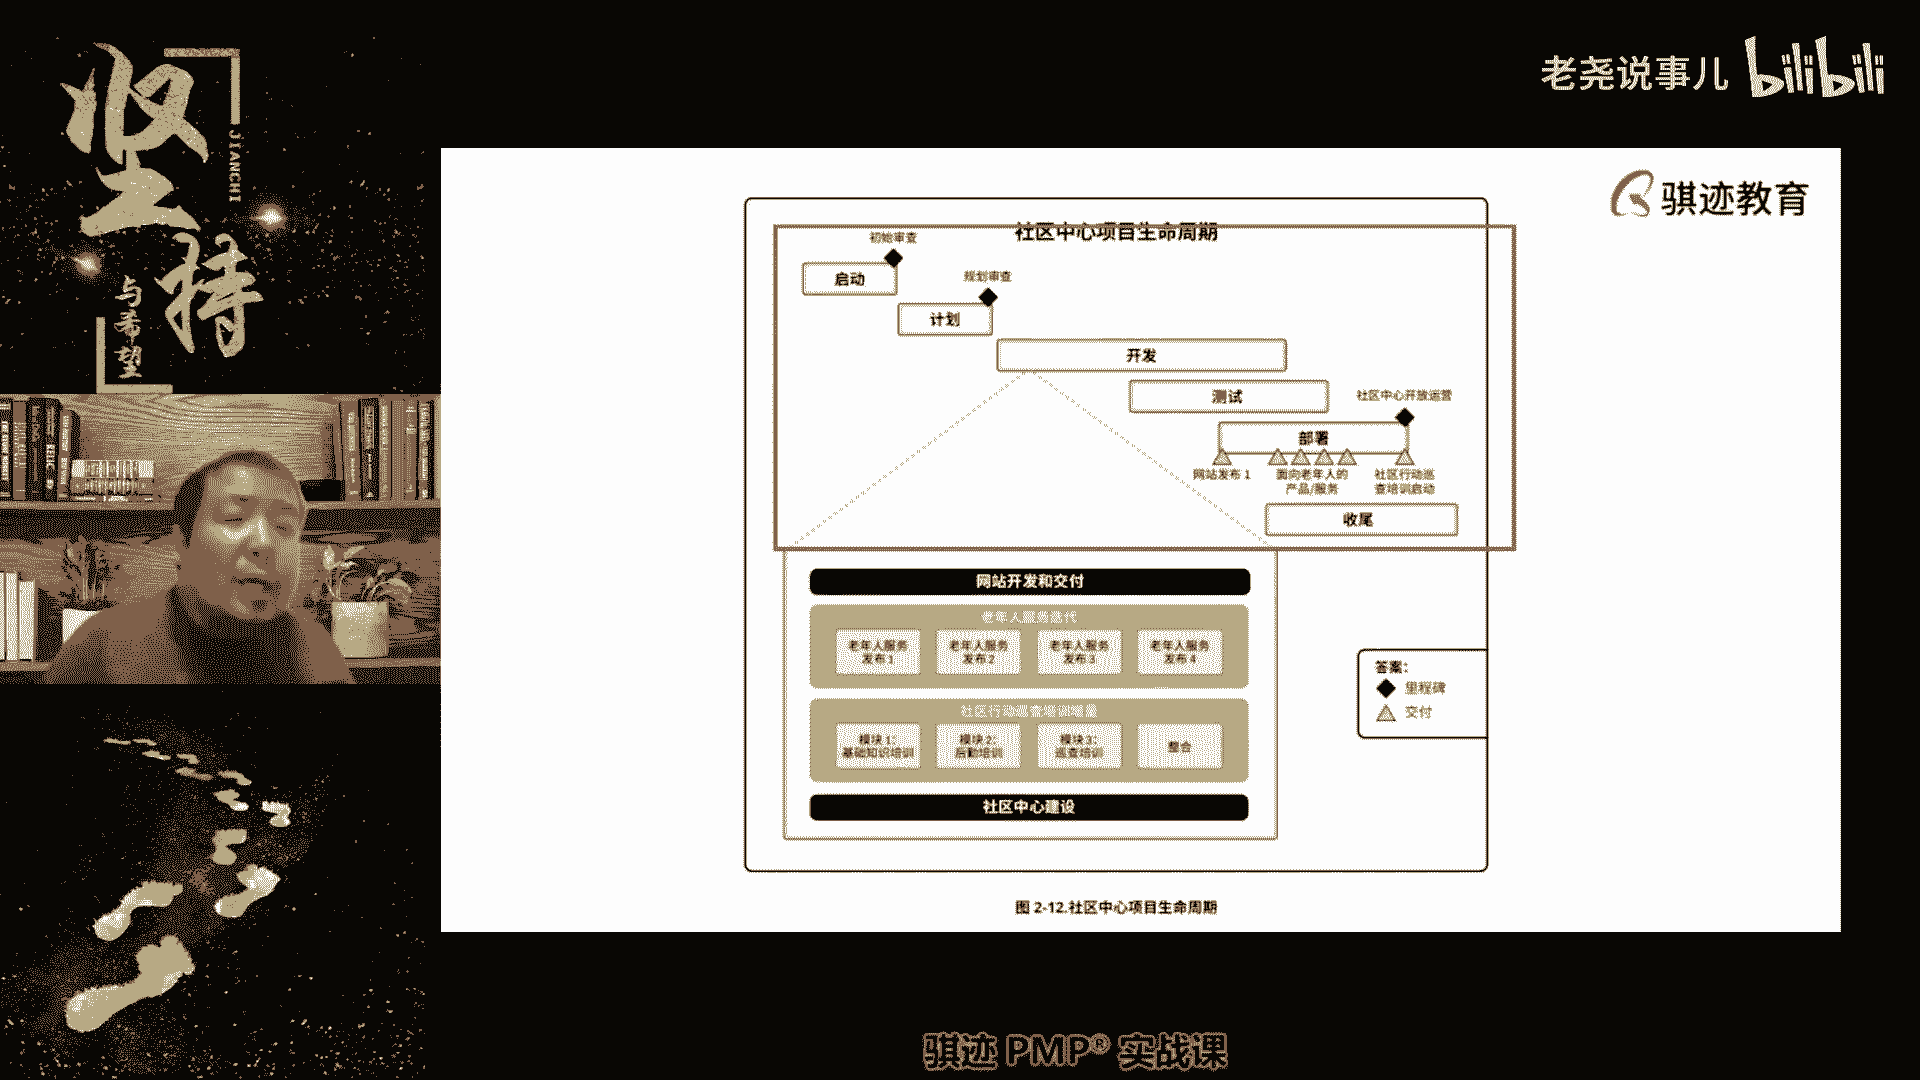 坚
持
JIANCHI
与
希
望
老尧说事儿 bilibili
骐迹教育
社区中心项目生命周期
初始审查
启动
规划审查
计划
开发
测试
社区中心开放运营
部署
网站发布 1
面向老年人的
产品/服务
社区行动巡
查培训启动
收尾
网站开发和交付
老年人服务迭代
老年人服务
发布 1
老年人服务
发布 2
老年人服务
发布 3
老年人服务
发布 4
社区行动巡查培训增量
模块 1:
基础知识培训
模块 2:
后勤培训
模块 3:
巡查培训
整合
社区中心建设
答案:
里程碑
交付
图 2-12.社区中心项目生命周期
骐迹 PMP® 实战课